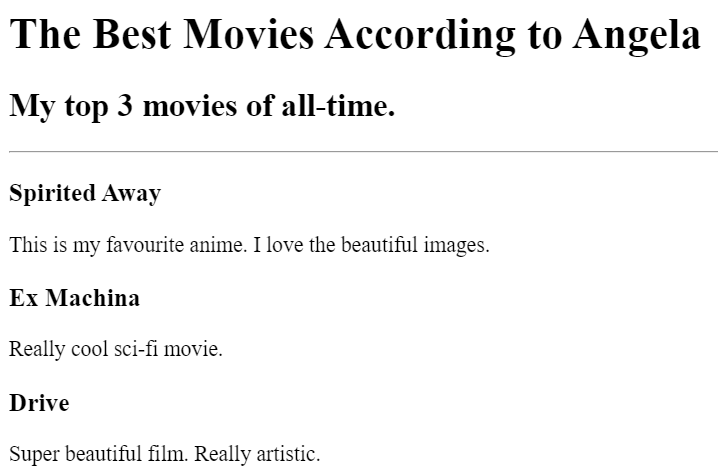 The Best Movies According to Angela
My top 3 movies of all-time.
Spirited Away
This is my favourite anime. I love the beautiful images.
Ex Machina
Really cool sci-fi movie.
Drive
Super beautiful film. Really artistic.